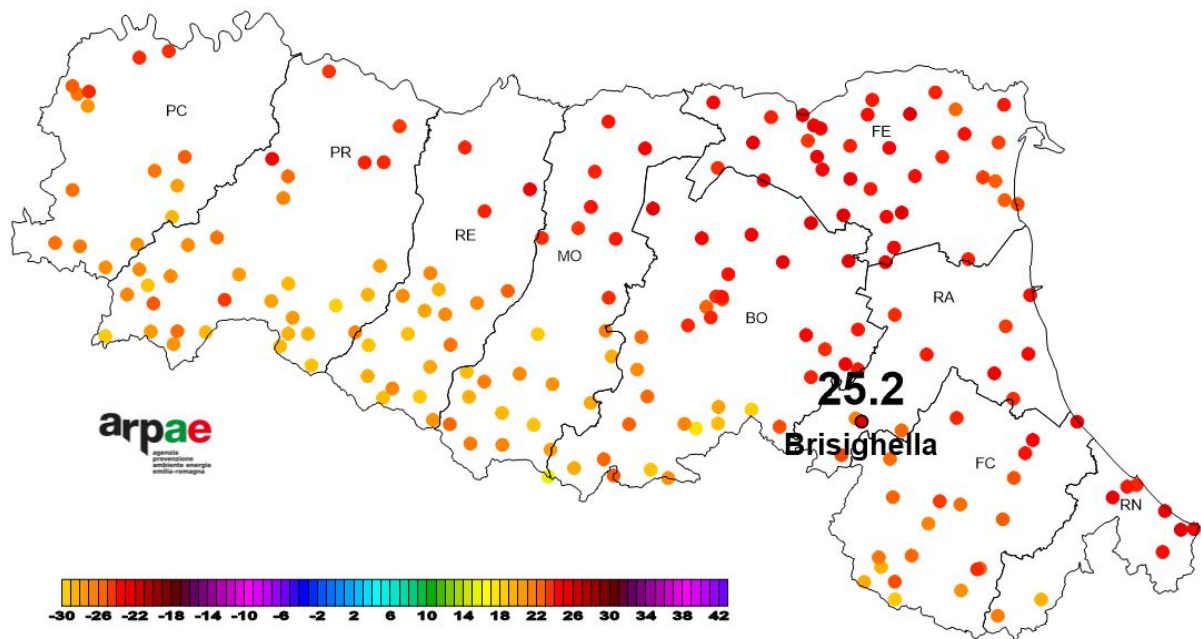 PC
PR
RE
MO
FE
BO
RA
25.2
Brisighella
FC
RN
arpae
agenzia
prevenzione
ambiente energia
emilia-romagna
-30 -26 -22 -18 -14 -10 -6 -2 2 6 10 14 18 22 26 30 34 38 42